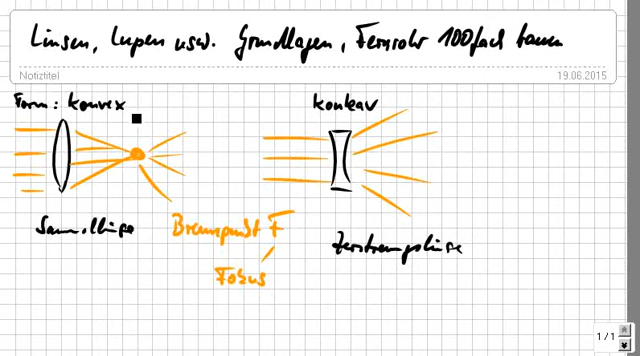 Linsen, Lupen usw. Grundlagen, Fernrohr 100fach bauen
Notiztitel 19.06.2015
Form: konvex
konkav
Sammellinse
Brennpunkt F
Zerstreuungslinse
Fokus
1/1